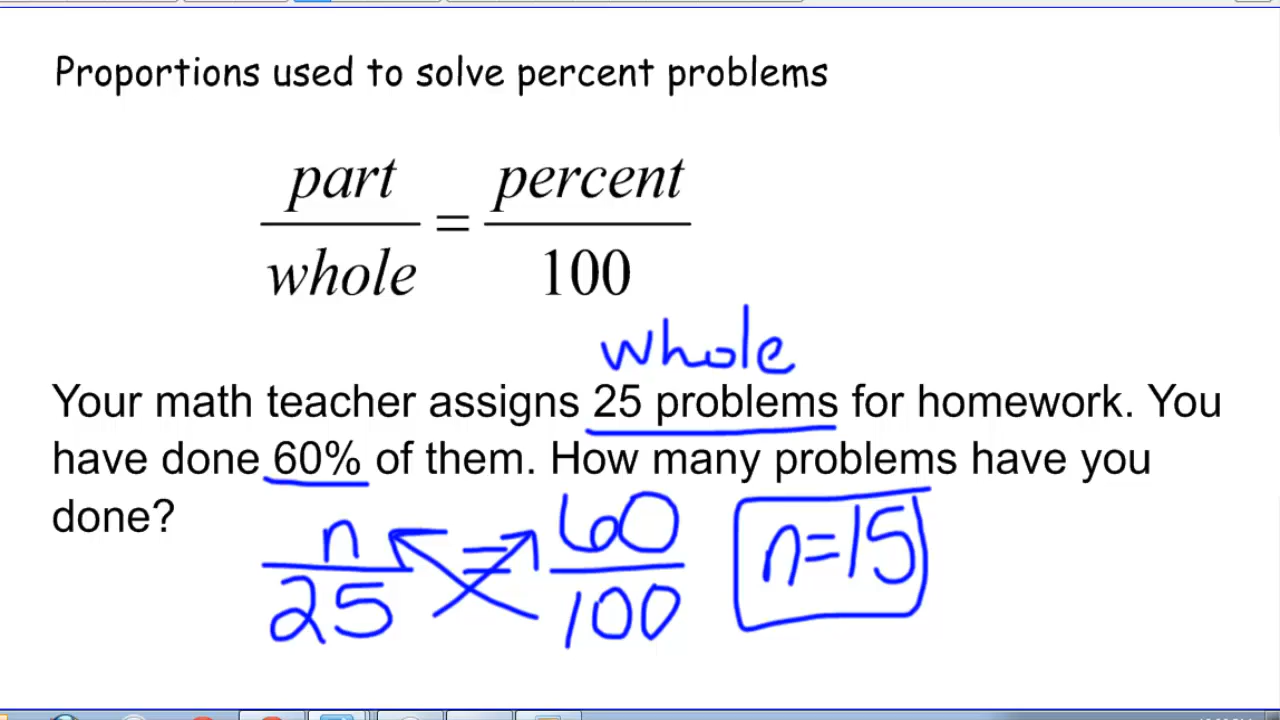 Proportions used to solve percent problems
part percent
=
whole 100
whole
Your math teacher assigns 25 problems for homework. You
have done 60% of them. How many problems have you
done?
n = 60 n=15
25 100